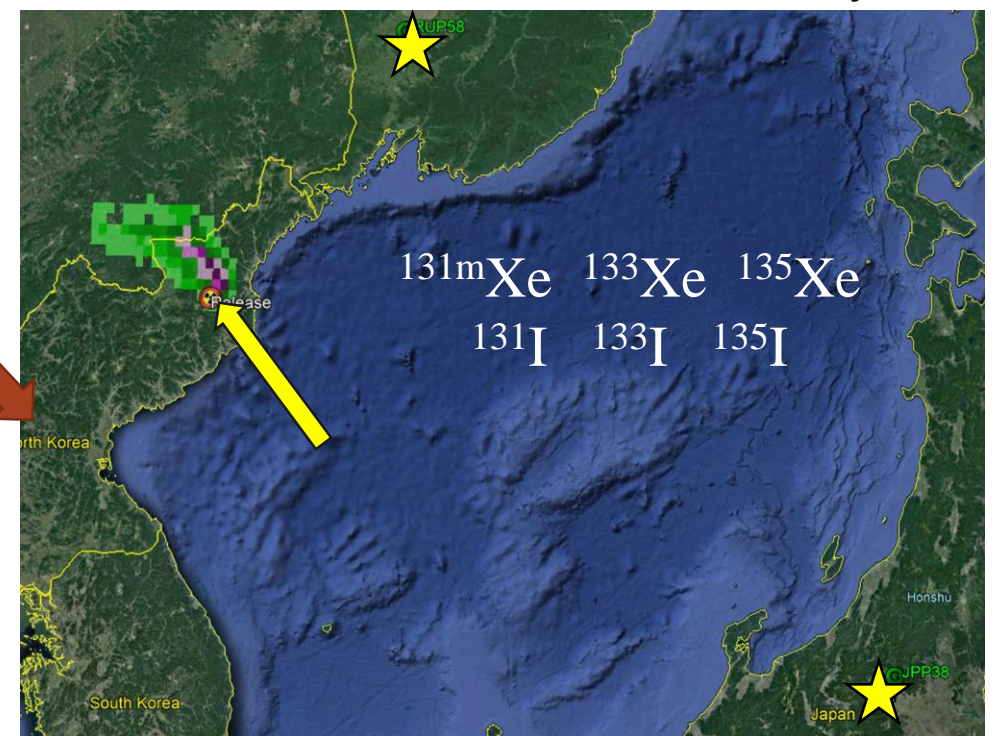 RUP58
¹³¹ᵐXe ¹³³Xe ¹³⁵Xe
Release
¹³¹I ¹³³I ¹³⁵I
orth Korea
Honshu
JPP38
South Korea
Japan